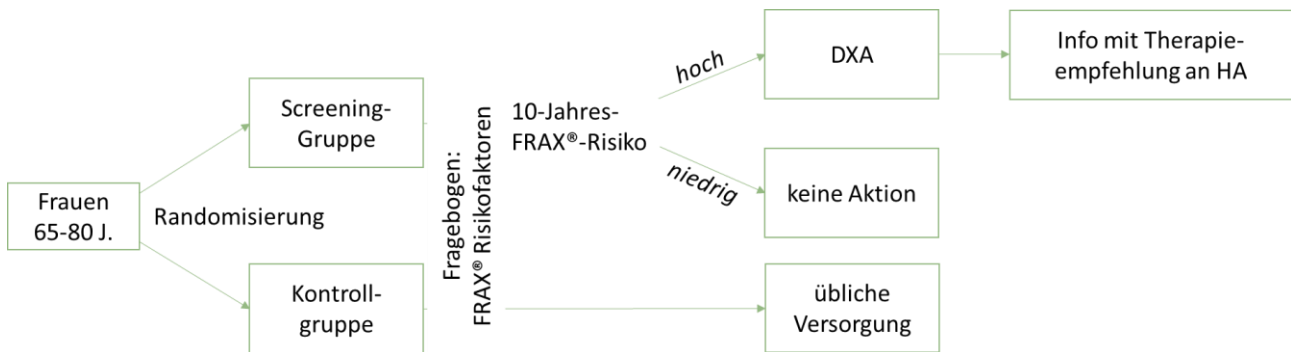 Frauen
65-80 J.
Randomisierung
Screening-
Gruppe
Kontroll-
gruppe
Fragebogen:
FRAX® Risikofaktoren
10-Jahres-
FRAX®-Risiko
hoch
niedrig
DXA
Info mit Therapie-
empfehlung an HA
keine Aktion
übliche
Versorgung